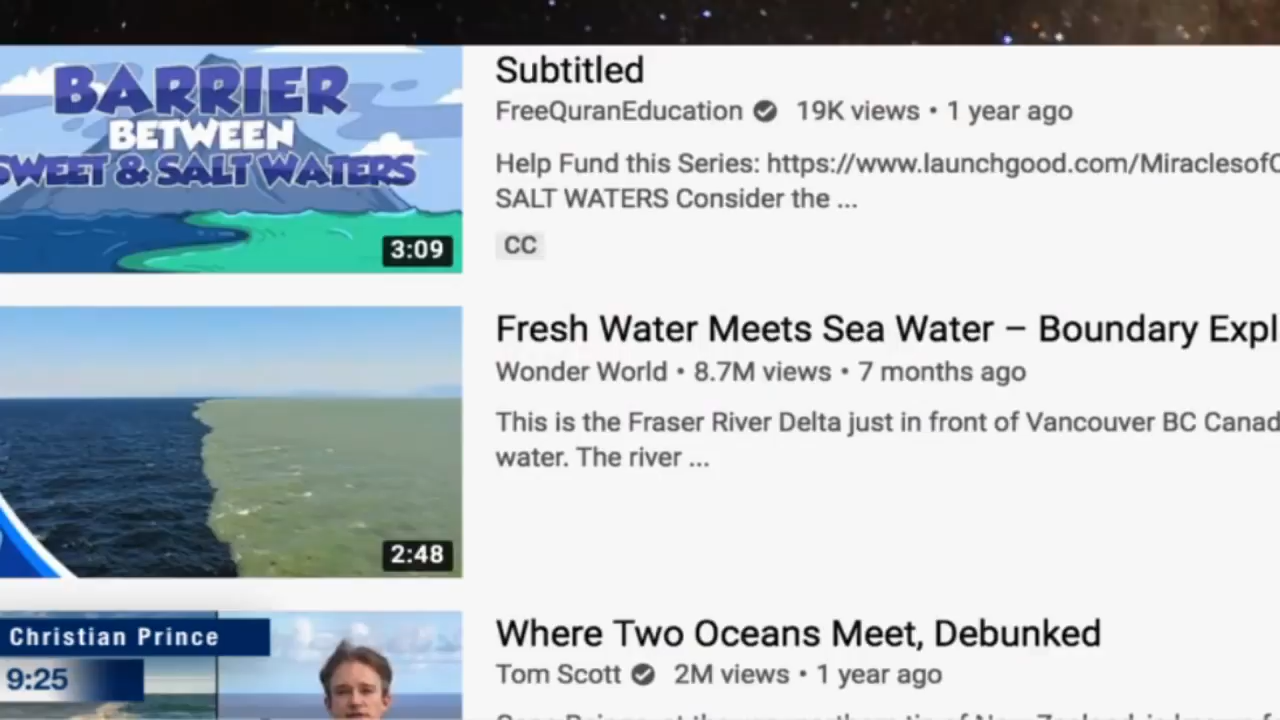 BARRIER
BETWEEN
SWEET & SALT WATERS
3:09
Subtitled
FreeQuranEducation 19K views • 1 year ago
Help Fund this Series: https://www.launchgood.com/MiraclesofQ
SALT WATERS Consider the ...
CC
2:48
Fresh Water Meets Sea Water – Boundary Expl
Wonder World • 8.7M views • 7 months ago
This is the Fraser River Delta just in front of Vancouver BC Canad
water. The river ...
Christian Prince
9:25
Where Two Oceans Meet, Debunked
Tom Scott 2M views • 1 year ago